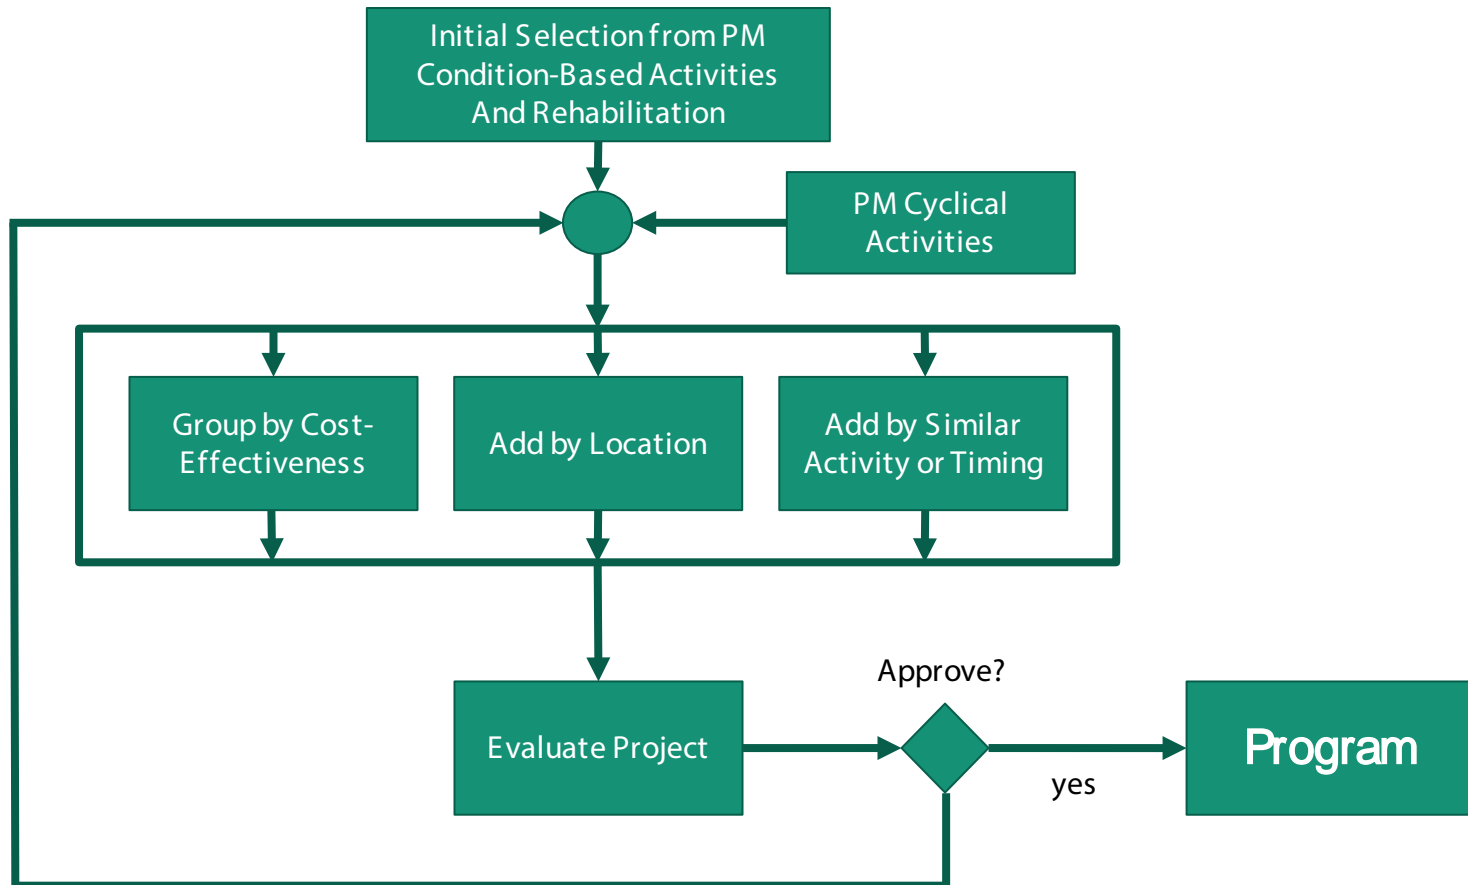 Initial Selection from PM
Condition-Based Activities
And Rehabilitation
PM Cyclical
Activities
Group by Cost-
Effectiveness
Add by Location
Add by Similar
Activity or Timing
Approve?
Evaluate Project
yes
Program